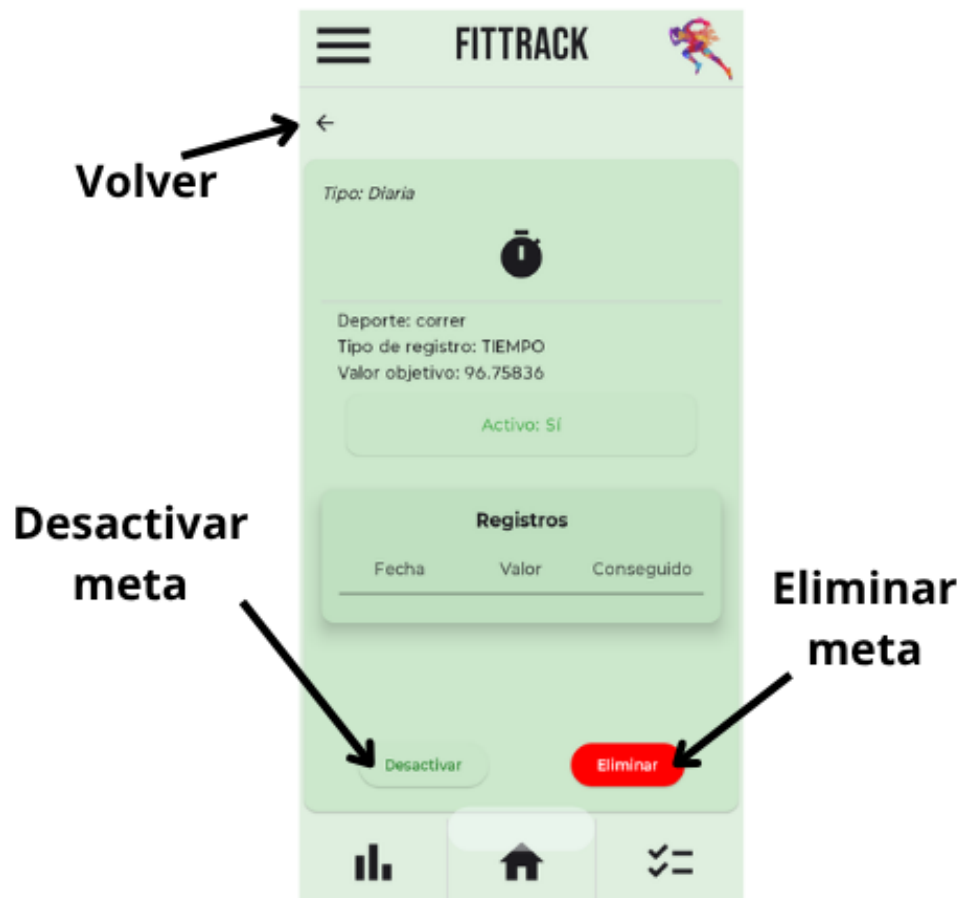 FITTRACK
Volver
Tipo: Diaria
Deporte: correr
Tipo de registro: TIEMPO
Valor objetivo: 96.75836
Activo: Sí
Desactivar
meta
Registros
Fecha Valor Conseguido
Eliminar
meta
Desactivar
Eliminar